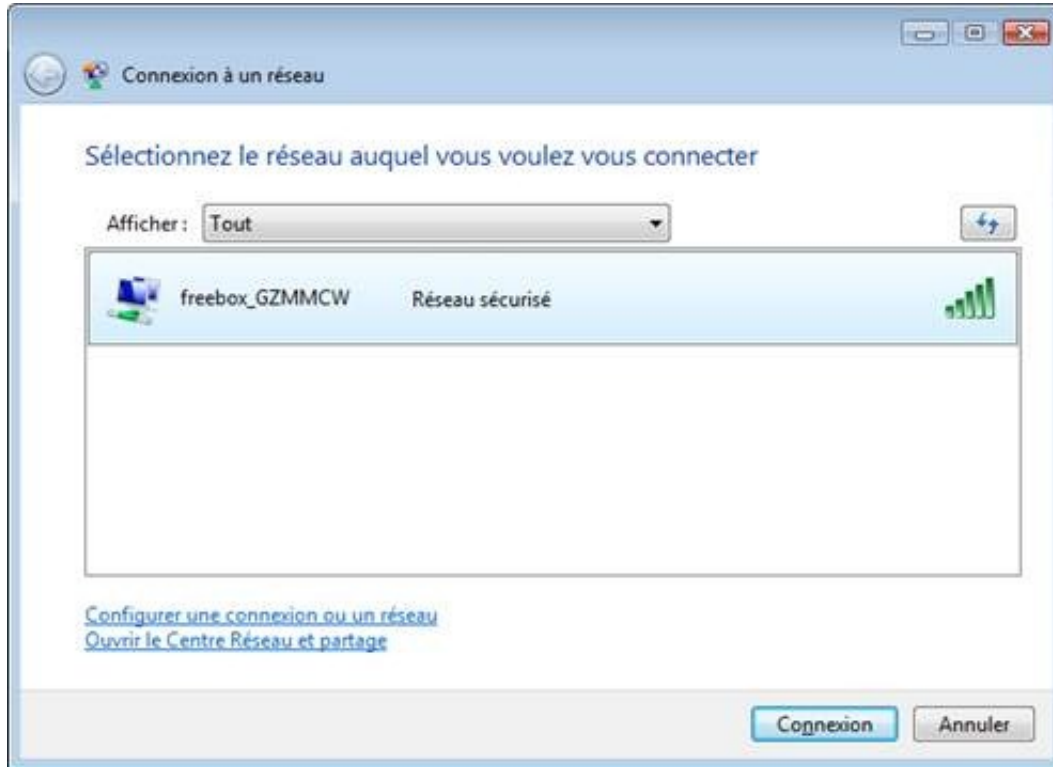 Connexion à un réseau
Sélectionnez le réseau auquel vous voulez vous connecter
Afficher : Tout
freebox_GZMMCW Réseau sécurisé
Configurer une connexion ou un réseau
Ouvrir le Centre Réseau et partage
Connexion Annuler